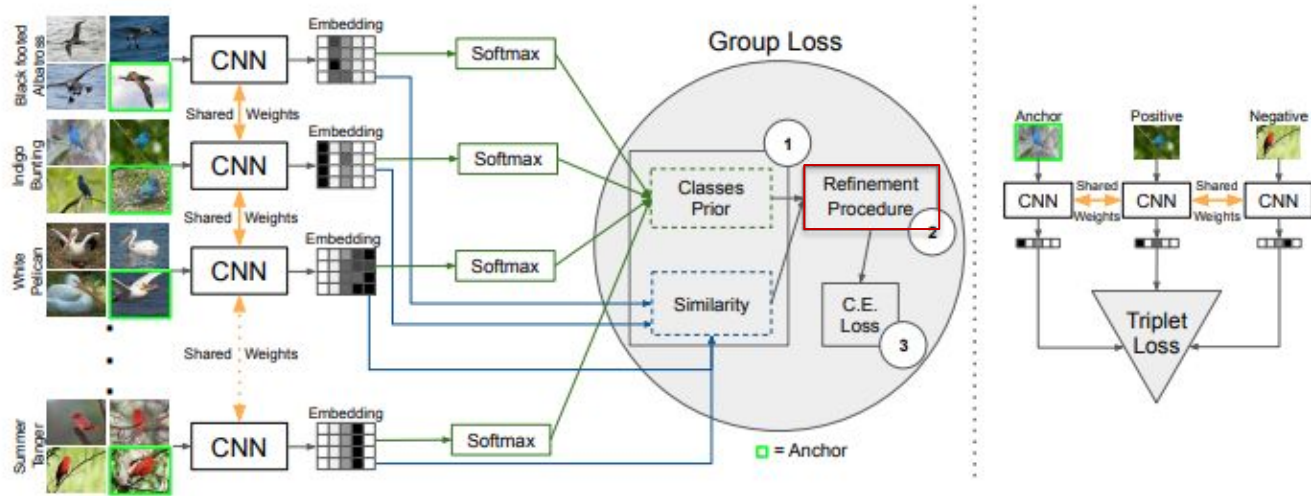 Black footed
Albatross
CNN
Embedding
Softmax
Shared Weights
Indigo
Bunting
CNN
Embedding
Softmax
Shared Weights
White
Pelican
CNN
Embedding
Softmax
Shared Weights
Summer
Tanger
CNN
Embedding
Softmax
Group Loss
1
Classes
Prior
Refinement
Procedure
2
Similarity
C.E.
Loss
3
= Anchor
Anchor
Positive
Negative
CNN
Shared
Weights
CNN
Shared
Weights
CNN
Triplet
Loss